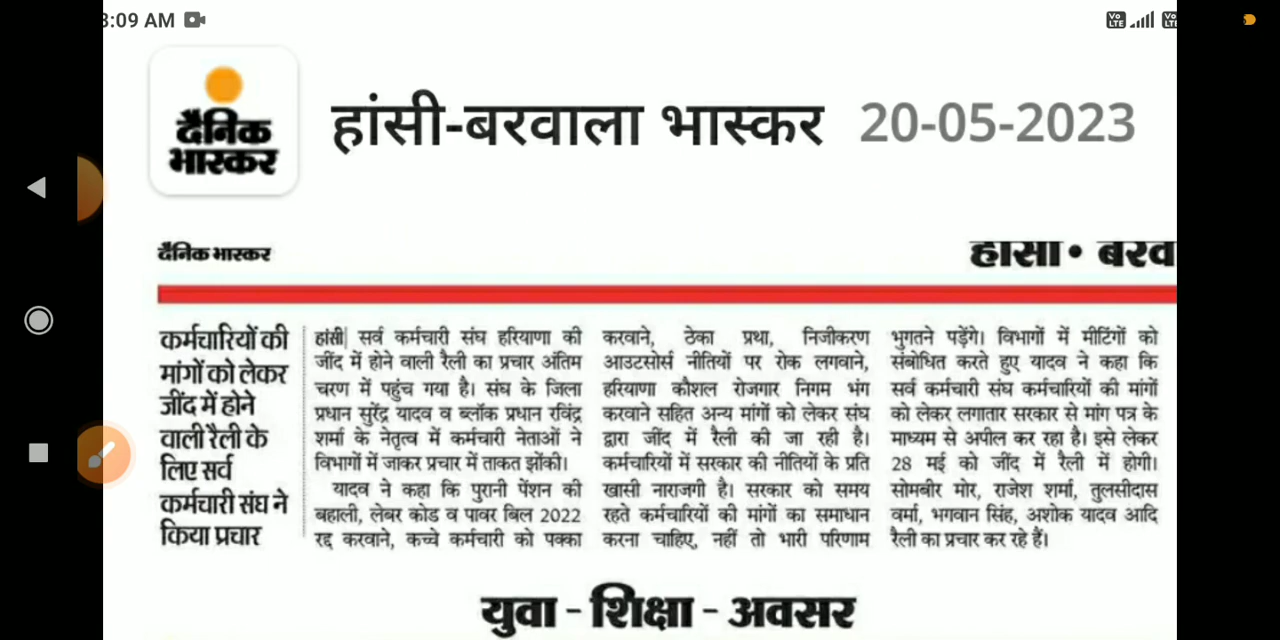 3:09 AM
दैनिक
भास्कर
हांसी-बरवाला भास्कर 20-05-2023
दैनिक भास्कर
हांसी • बरव
कर्मचारियों की
मांगों को लेकर
जींद में होने
वाली रैली के
लिए सर्व
कर्मचारी संघ ने
किया प्रचार
हांसी| सर्व कर्मचारी संघ हरियाणा की
जींद में होने वाली रैली का प्रचार अंतिम
चरण में पहुंच गया है। संघ के जिला
प्रधान सुरेंद्र यादव व ब्लॉक प्रधान रविंद्र
शर्मा के नेतृत्व में कर्मचारी नेताओं ने
विभागों में जाकर प्रचार में ताकत झोंकी।
यादव ने कहा कि पुरानी पेंशन की
बहाली, लेबर कोड व पावर बिल 2022
रद्द करवाने, कच्चे कर्मचारी को पक्का
करवाने, ठेका प्रथा, निजीकरण
आउटसोर्स नीतियों पर रोक लगवाने,
हरियाणा कौशल रोजगार निगम भंग
करवाने सहित अन्य मांगों को लेकर संघ
द्वारा जींद में रैली की जा रही है।
कर्मचारियों में सरकार की नीतियों के प्रति
खासी नाराजगी है। सरकार को समय
रहते कर्मचारियों की मांगों का समाधान
करना चाहिए, नहीं तो भारी परिणाम
भुगतने पड़ेंगे। विभागों में मीटिंगों को
संबोधित करते हुए यादव ने कहा कि
सर्व कर्मचारी संघ कर्मचारियों की मांगों
को लेकर लगातार सरकार से मांग पत्र के
माध्यम से अपील कर रहा है। इसे लेकर
28 मई को जींद में रैली में होगी।
सोमबीर मोर, राजेश शर्मा, तुलसीदास
वर्मा, भगवान सिंह, अशोक यादव आदि
रैली का प्रचार कर रहे हैं।
युवा - शिक्षा - अवसर